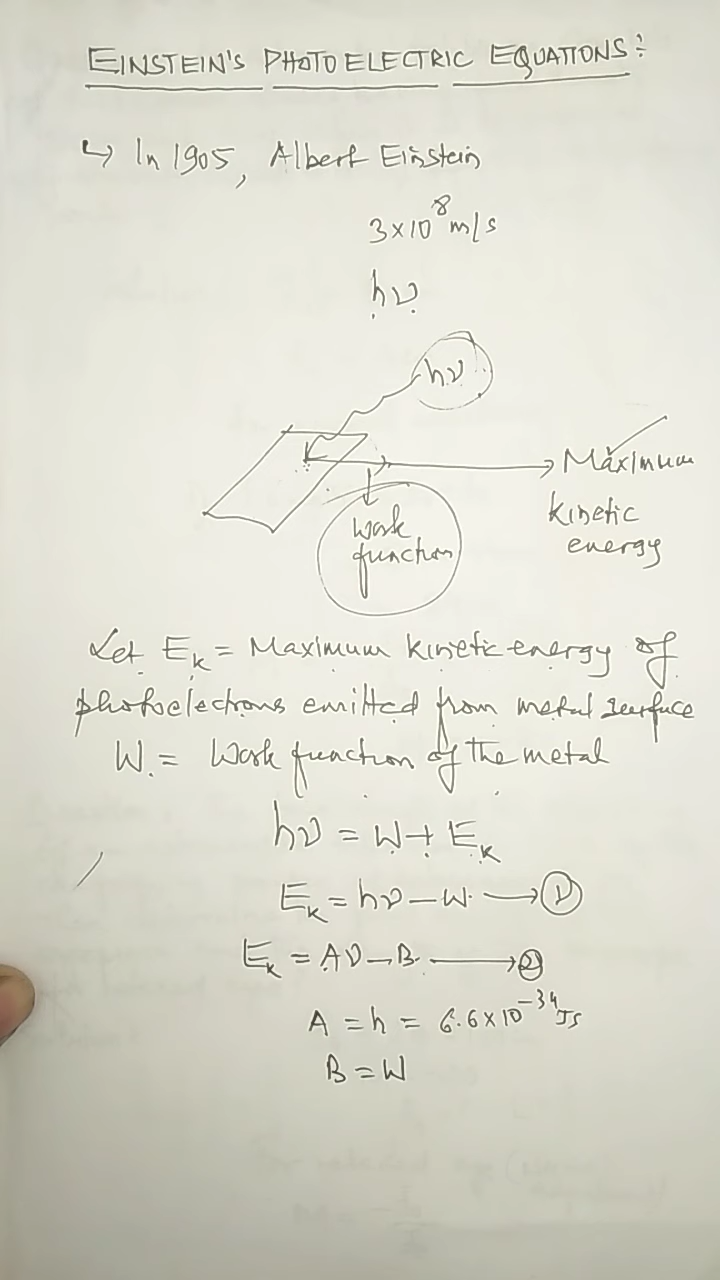 EINSTEIN'S PHOTOELECTRIC EQUATIONS:
↳ In 1905, Albert Einstein
3×10⁸ m/s
hν
hν
Maximum
kinetic
energy
Work
function
Let Eₖ = Maximum kinetic energy of
photoelectrons emitted from metal surface
W = Work function of the metal
hν = W + Eₖ
Eₖ = hν – W → ①
Eₖ = Aν – B → ②
A = h = 6.6×10⁻³⁴ Js
B = W